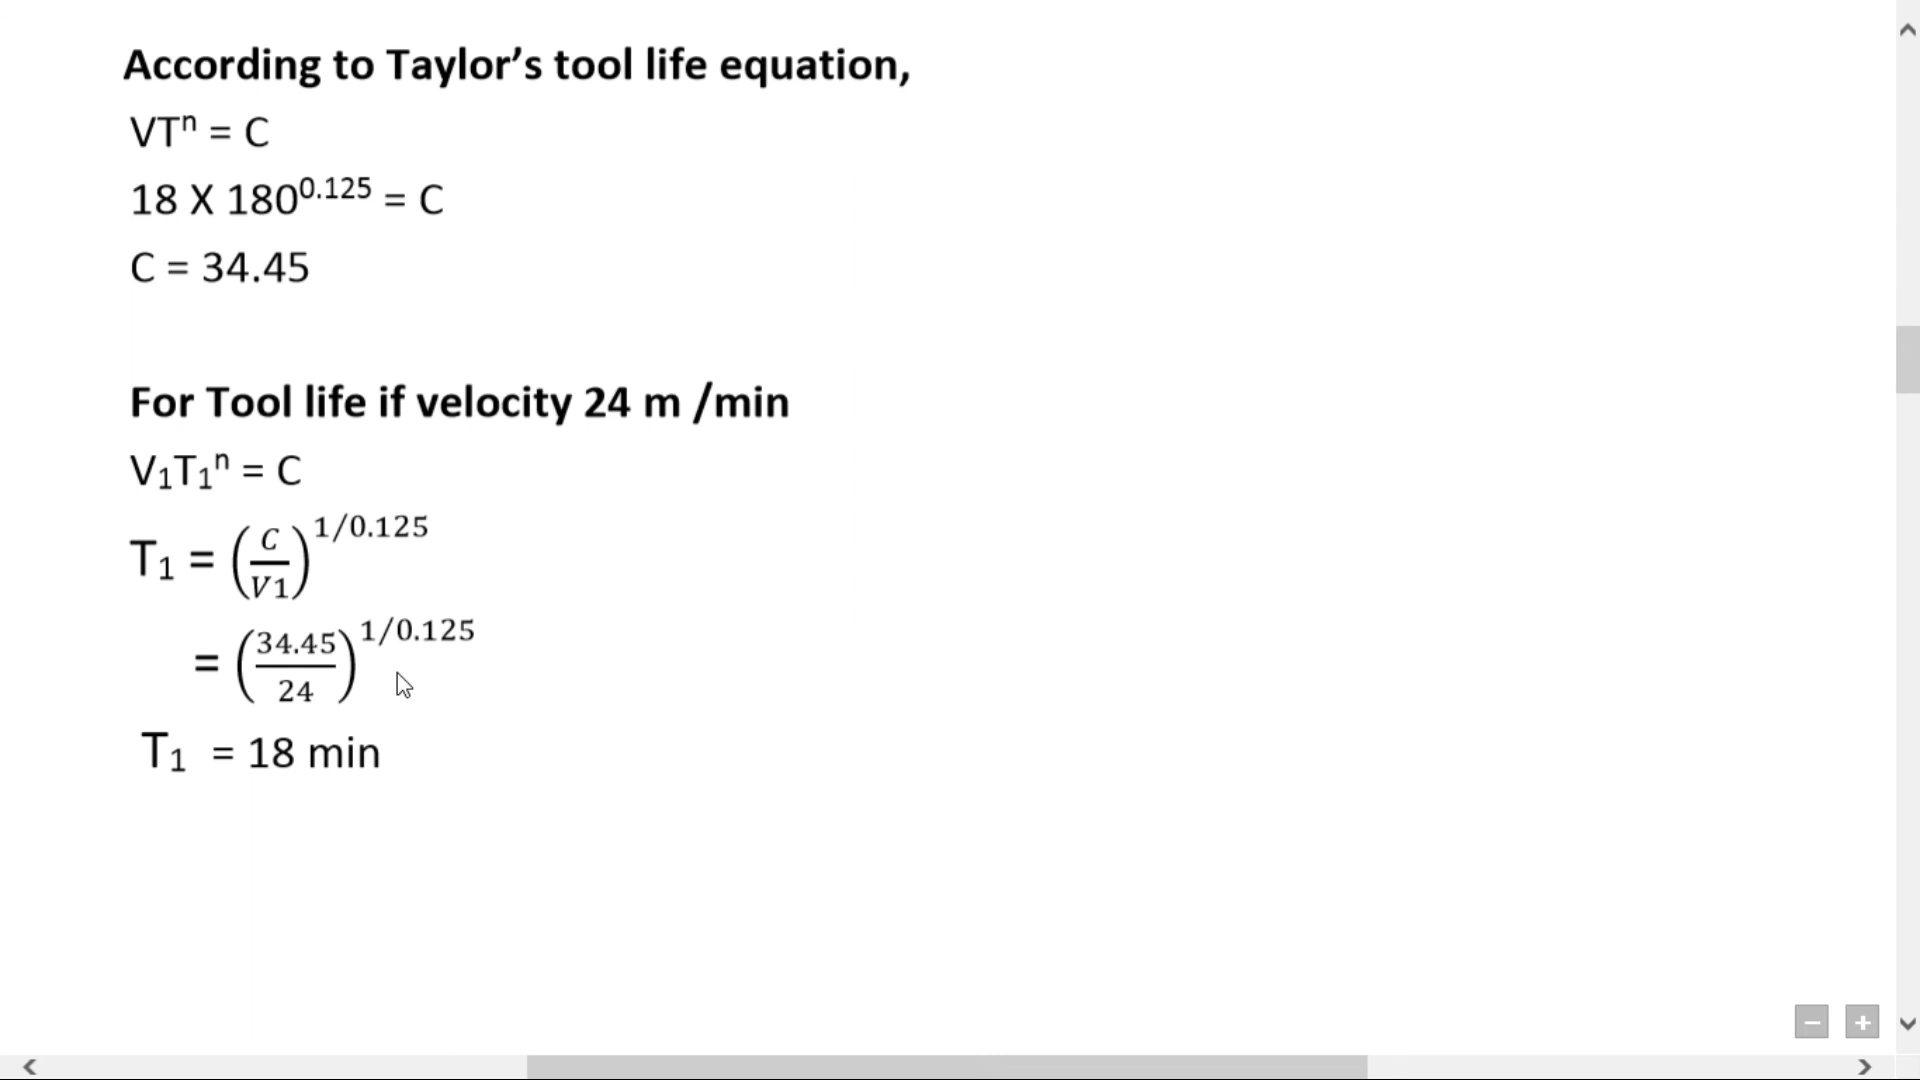 According to Taylor’s tool life equation,
VTⁿ = C
18 X 180^0.125 = C
C = 34.45
For Tool life if velocity 24 m /min
V₁T₁ⁿ = C
T₁ = (C/V1)^1/0.125
= (34.45/24)^1/0.125
T₁ = 18 min